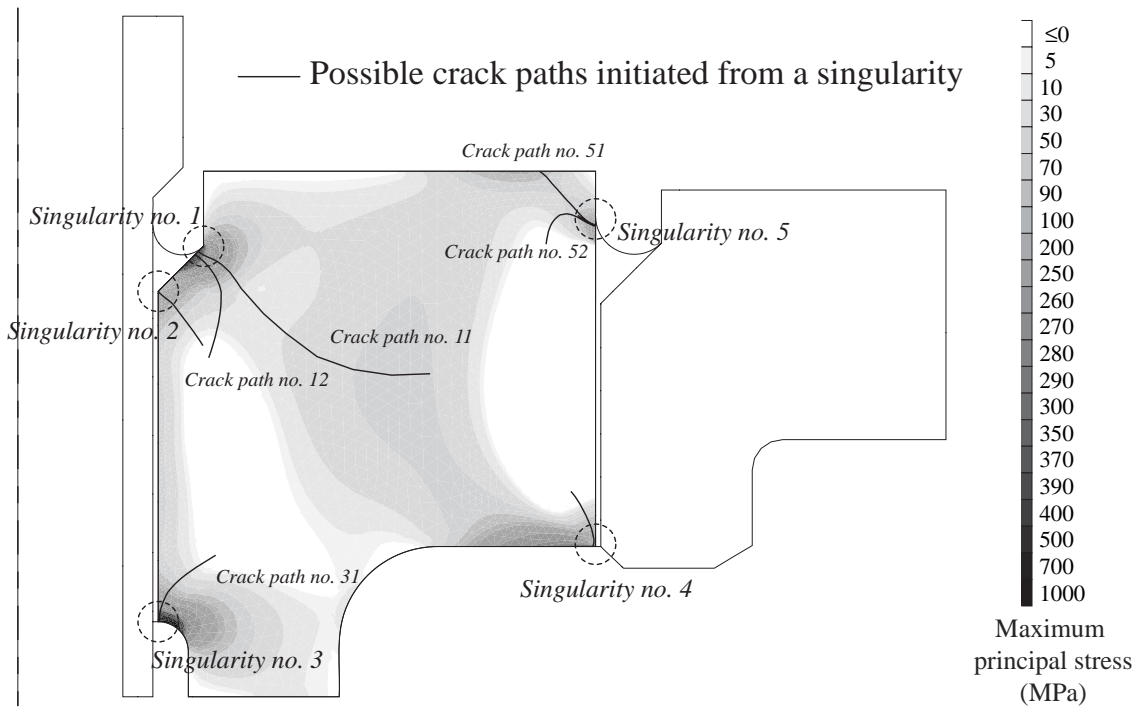 Possible crack paths initiated from a singularity
Crack path no. 51
Singularity no. 1
Singularity no. 5
Crack path no. 52
Singularity no. 2
Crack path no. 11
Crack path no. 12
Crack path no. 31
Singularity no. 4
Singularity no. 3
≤0
5
10
30
50
70
90
100
200
250
260
270
280
290
300
350
370
390
400
500
700
1000
Maximum
principal stress
(MPa)